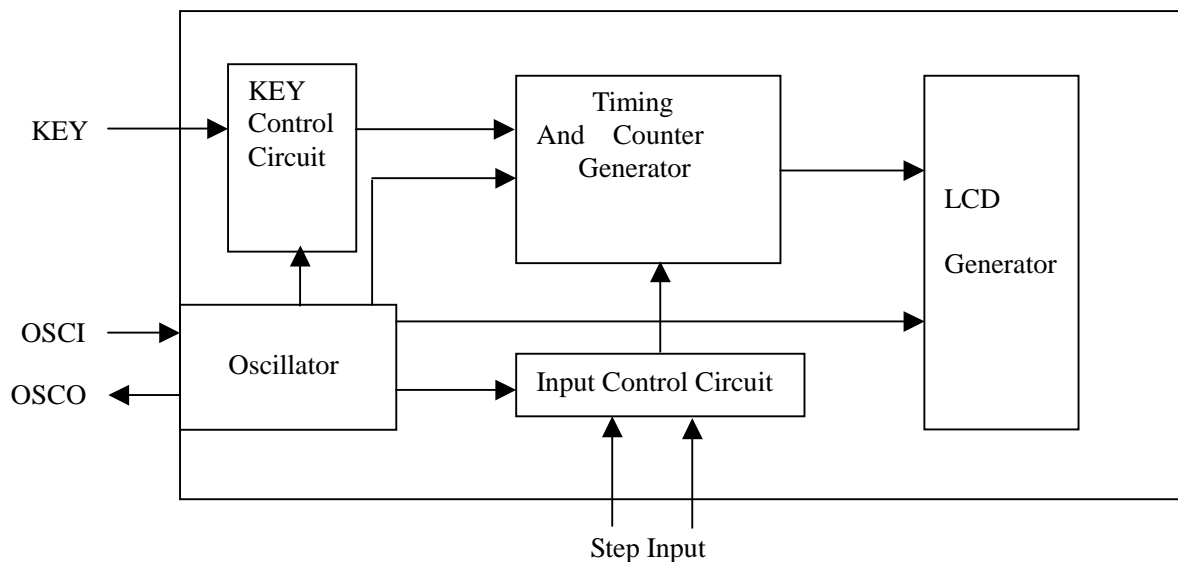 KEY
KEY
Control
Circuit
Timing
And Counter
Generator
LCD
Generator
OSCI
OSCO
Oscillator
Input Control Circuit
Step Input